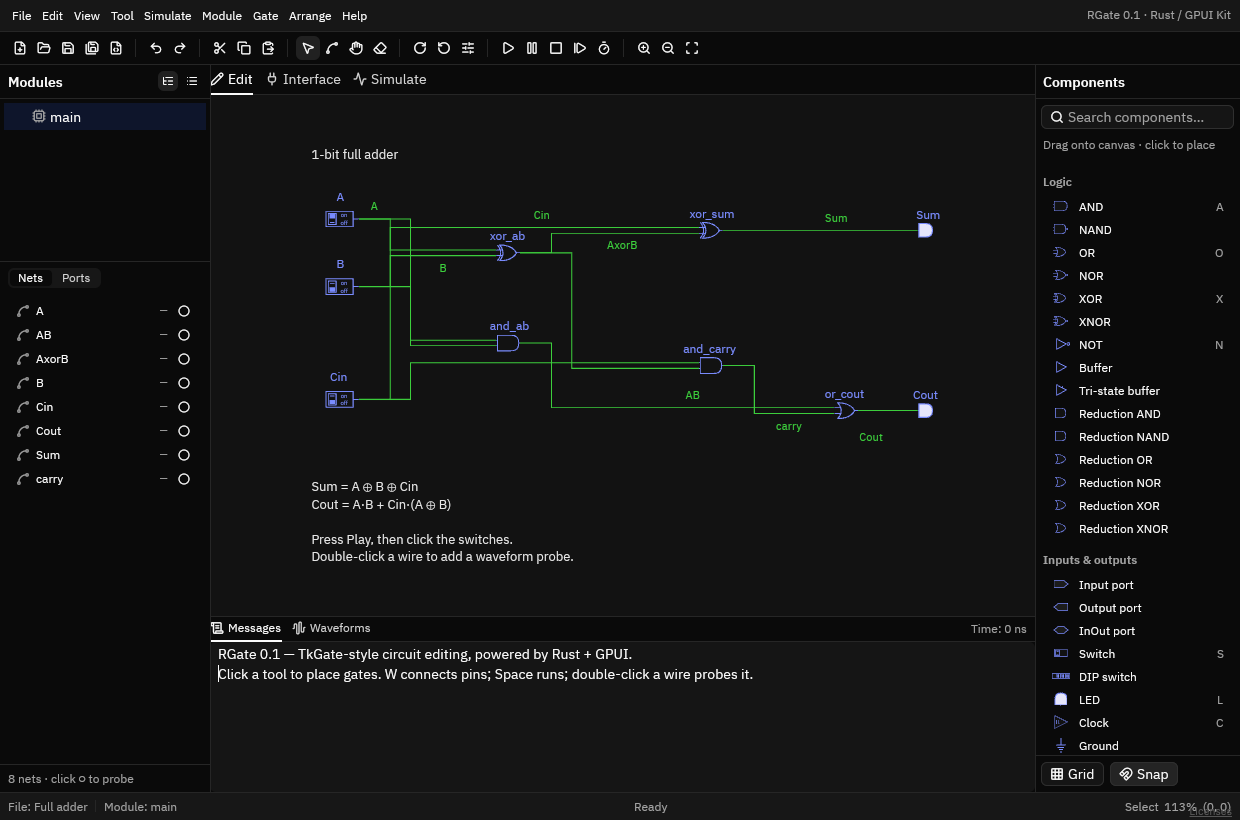 File Edit View Tool Simulate Module Gate Arrange Help
RGate 0.1 · Rust / GPUI Kit
Modules
main
Nets Ports
A
AB
AxorB
B
Cin
Cout
Sum
carry
8 nets · click o to probe
Edit Interface Simulate
1-bit full adder
A
A
on
off
Cin
xor_sum
Sum
Sum
xor_ab
AxorB
B
B
on
off
and_ab
and_carry
Cin
on
off
AB
or_cout
Cout
carry
Cout
Sum = A ⊕ B ⊕ Cin
Cout = A·B + Cin·(A ⊕ B)
Press Play, then click the switches.
Double-click a wire to add a waveform probe.
Messages Waveforms
Time: 0 ns
RGate 0.1 — TkGate-style circuit editing, powered by Rust + GPUI.
Click a tool to place gates. W connects pins; Space runs; double-click a wire probes it.
Components
Search components...
Drag onto canvas · click to place
Logic
AND A
NAND
OR O
NOR
XOR X
XNOR
NOT N
Buffer
Tri-state buffer
Reduction AND
Reduction NAND
Reduction OR
Reduction NOR
Reduction XOR
Reduction XNOR
Inputs & outputs
Input port
Output port
InOut port
Switch S
DIP switch
LED L
Clock C
Ground
Grid Snap
File: Full adder Module: main
Ready
Select 113% (0, 0)
Licenses